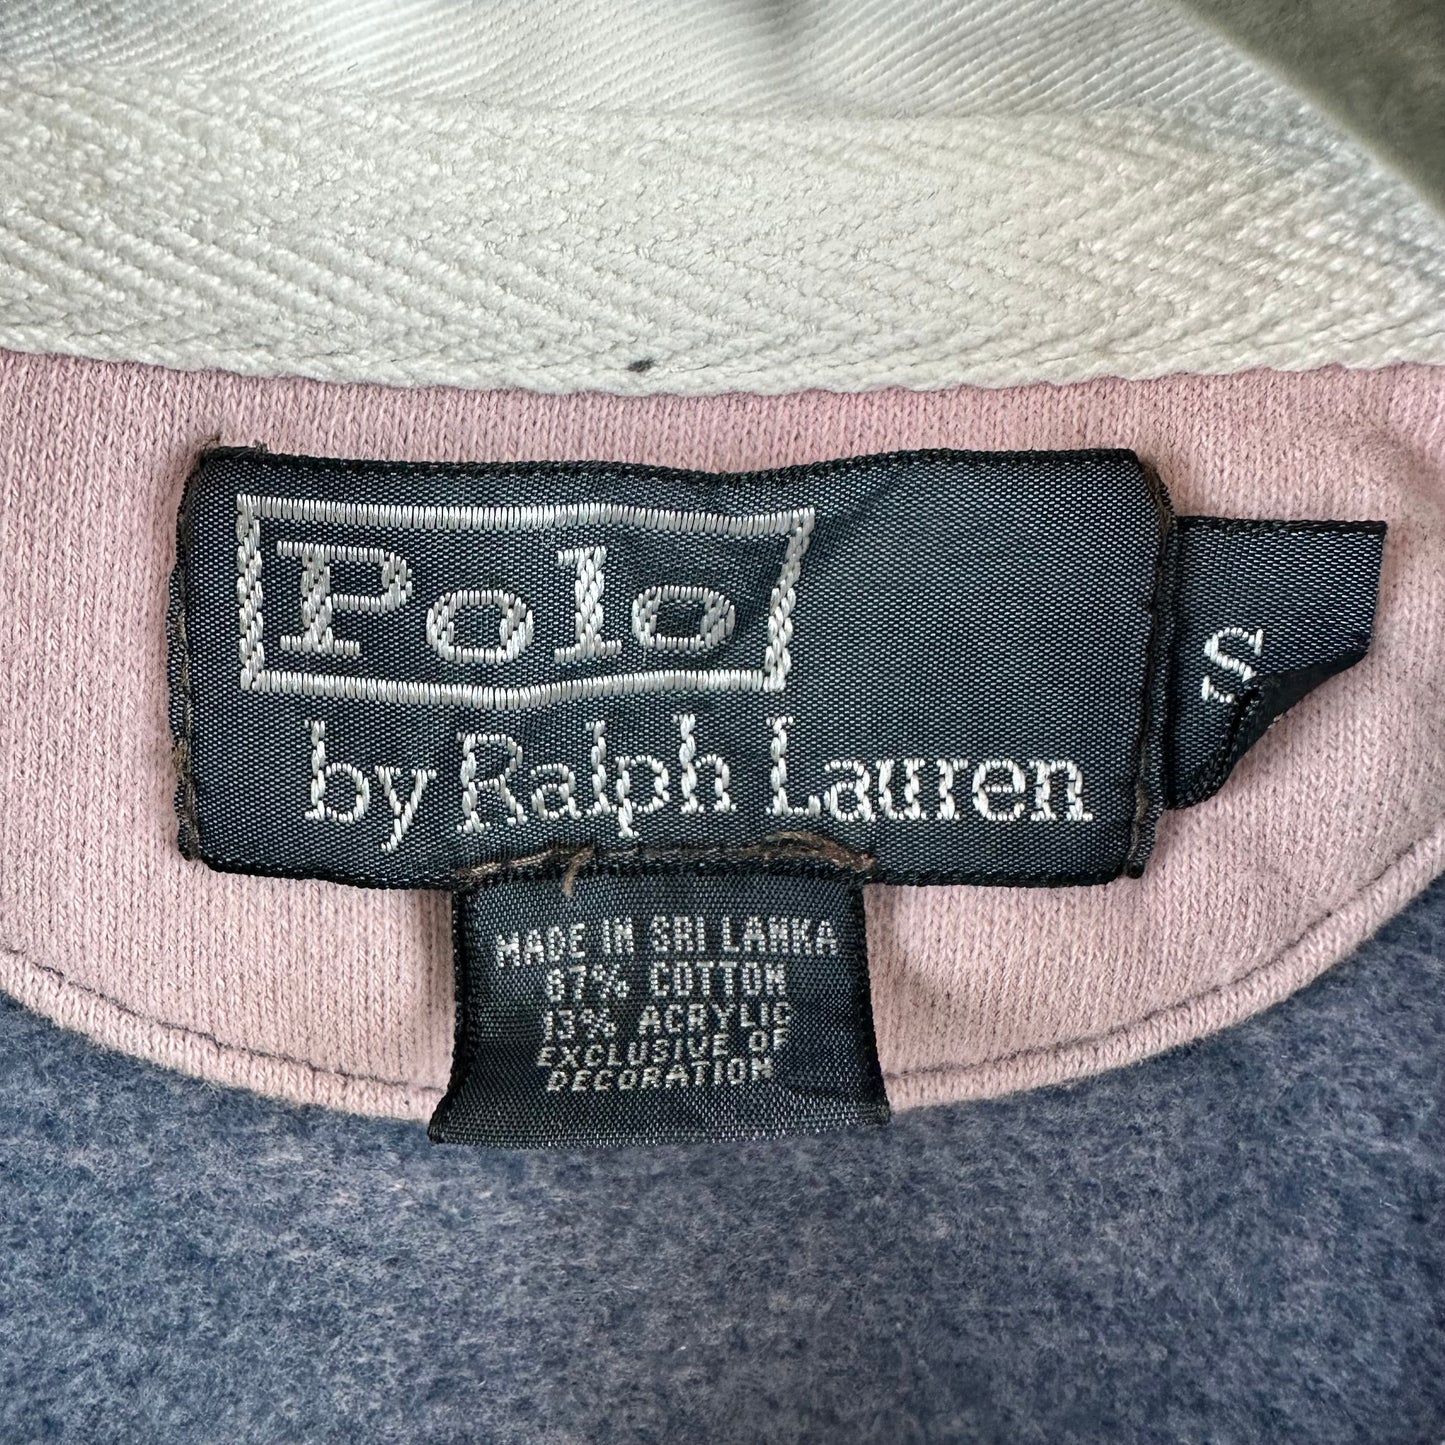 Polo
by Ralph Lauren
S
MADE IN SRI LANKA
87% COTTON
13% ACRYLIC
EXCLUSIVE OF
DECORATION